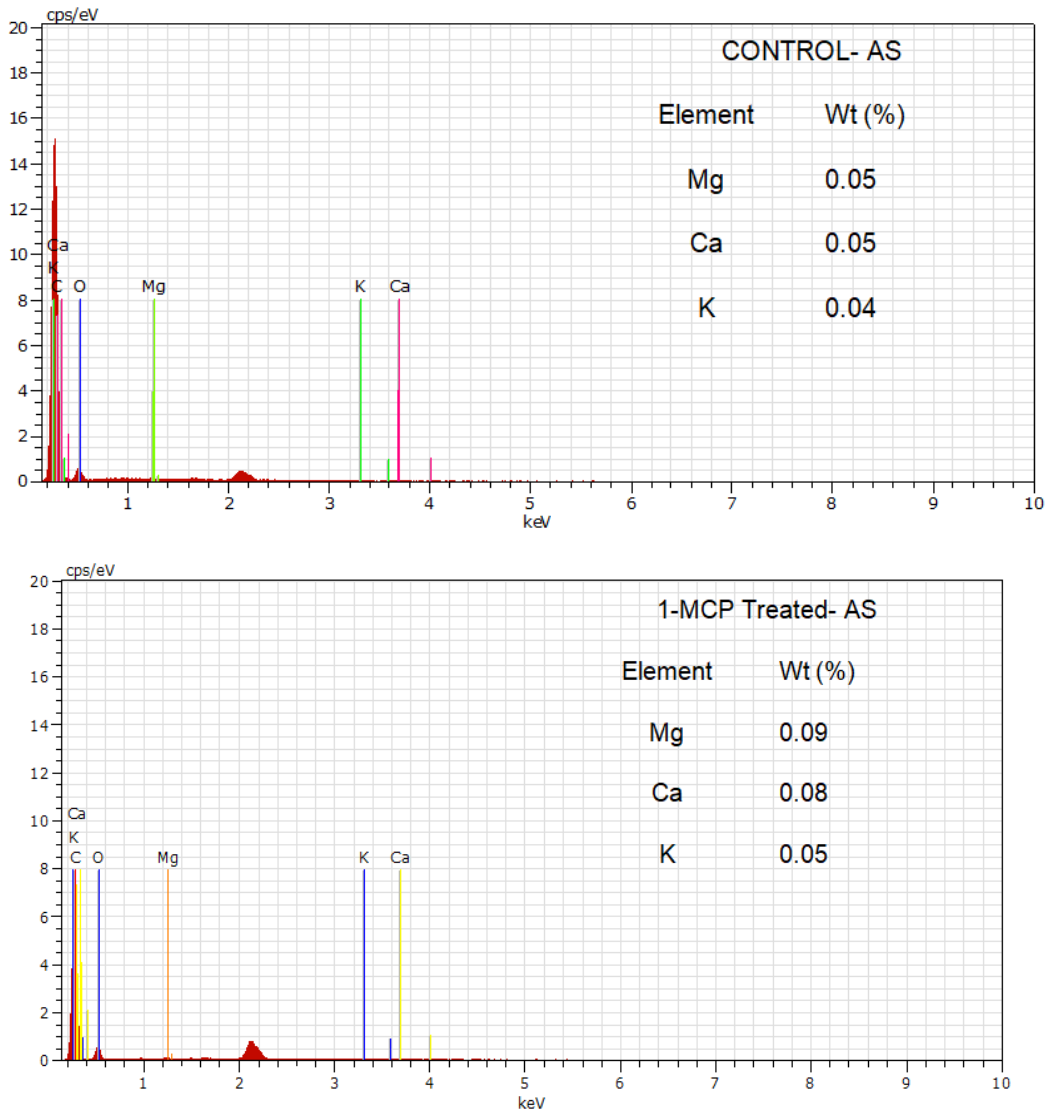 cps/eV
20
CONTROL- AS
18
Element Wt (%)
16
Mg 0.05
14
12
Ca 0.05
10
Ca
K
K 0.04
C O Mg K Ca
8
6
4
2
0
1 2 3 4 5 6 7 8 9 10
keV
cps/eV
20
1-MCP Treated- AS
18
Element Wt (%)
16
14
Mg 0.09
12
Ca 0.08
10
Ca
K
C O Mg K Ca
K 0.05
8
6
4
2
0
1 2 3 4 5 6 7 8 9 10
keV